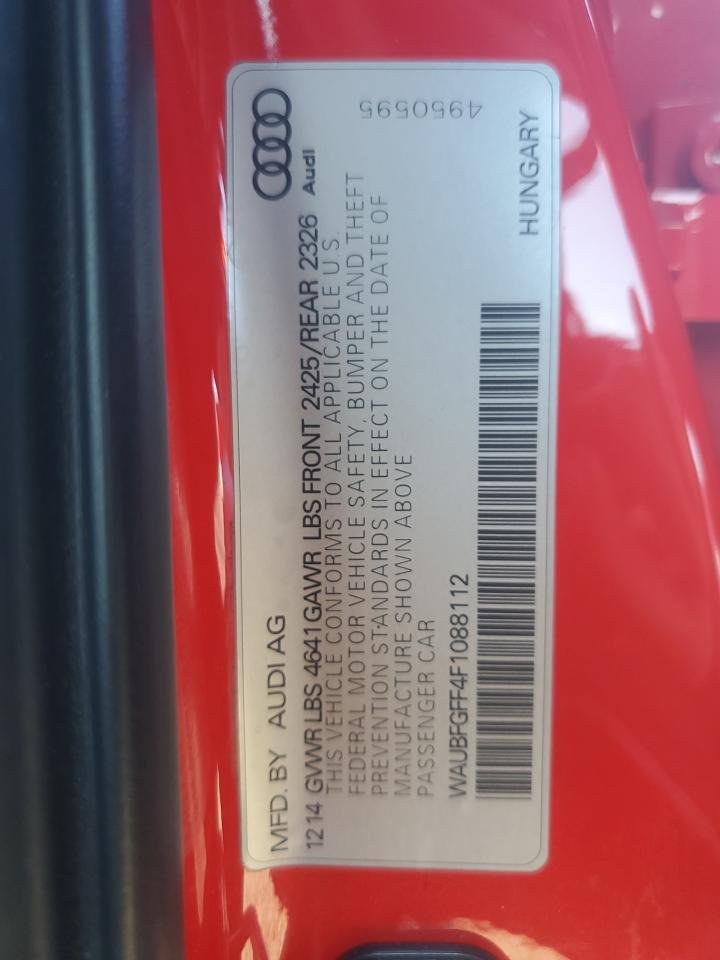 MFD. BY AUDI AG
Audi
12 14 GVWR LBS 4641 GAWR LBS FRONT 2425/REAR 2326
THIS VEHICLE CONFORMS TO ALL APPLICABLE U.S.
FEDERAL MOTOR VEHICLE SAFETY, BUMPER AND THEFT
PREVENTION STANDARDS IN EFFECT ON THE DATE OF
MANUFACTURE SHOWN ABOVE
PASSENGER CAR
4950595
WAUBFGFF4F1088112
HUNGARY